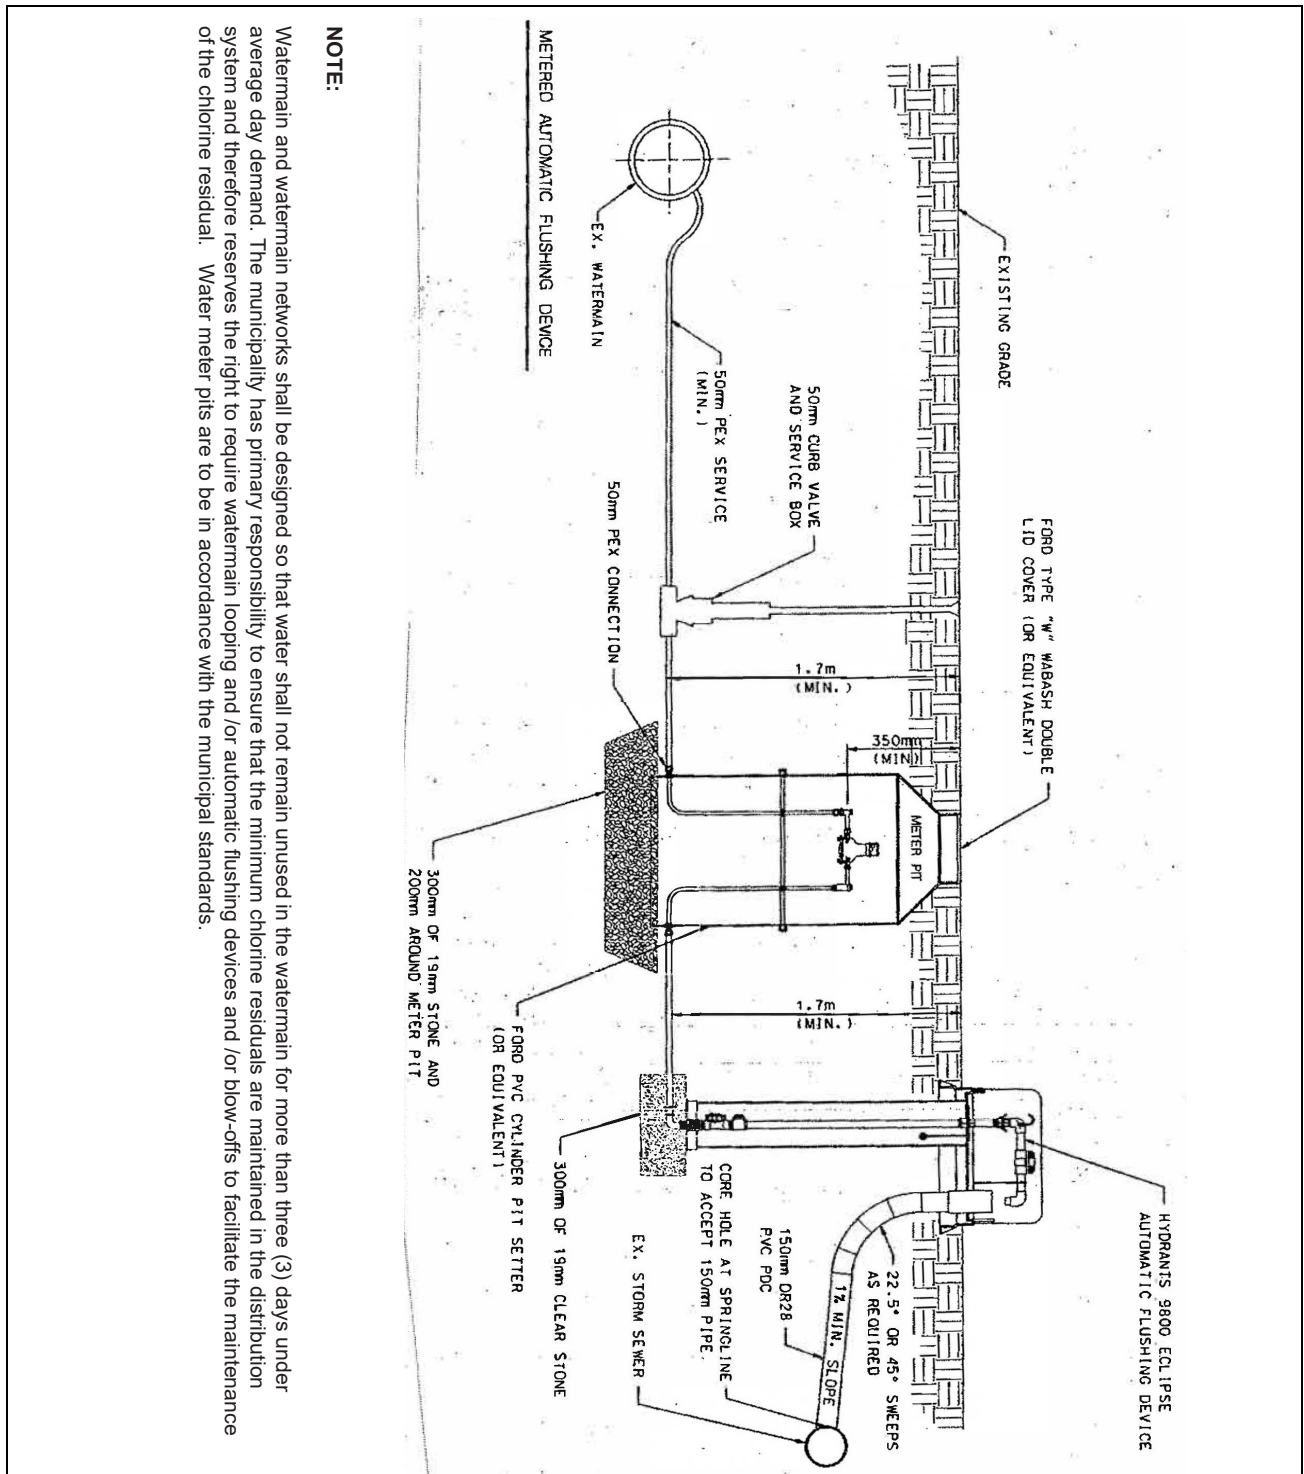 HYDRANTS 9800 ECLIPSE
AUTOMATIC FLUSHING DEVICE
FORD TYPE "W" WABASH DOUBLE
LID COVER (OR EQUIVALENT)
EXISTING GRADE
50mm CURB VALVE
AND SERVICE BOX
50mm PEX SERVICE
(MIN.)
EX. WATERMAIN
50mm PEX CONNECTION
1.7m
(MIN.)
350mm
(MIN)
METER PIT
1.7m
(MIN.)
22.5° OR 45° SWEEPS
AS REQUIRED
1% MIN. SLOPE
150mm DR28
PVC PDC
CORE HOLE AT SPRINGLINE
TO ACCEPT 150mm PIPE.
EX. STORM SEWER
300mm OF 19mm CLEAR STONE
FORD PVC CYLINDER PIT SETTER
(OR EQUIVALENT)
300mm OF 19mm STONE AND
200mm AROUND METER PIT
METERED AUTOMATIC FLUSHING DEVICE
NOTE:
Watermain and watermain networks shall be designed so that water shall not remain unused in the watermain for more than three (3) days under
average day demand. The municipality has primary responsibility to ensure that the minimum chlorine residuals are maintained in the distribution
system and therefore reserves the right to require watermain looping and /or automatic flushing devices and /or blow-offs to facilitate the maintenance
of the chlorine residual. Water meter pits are to be in accordance with the municipal standards.